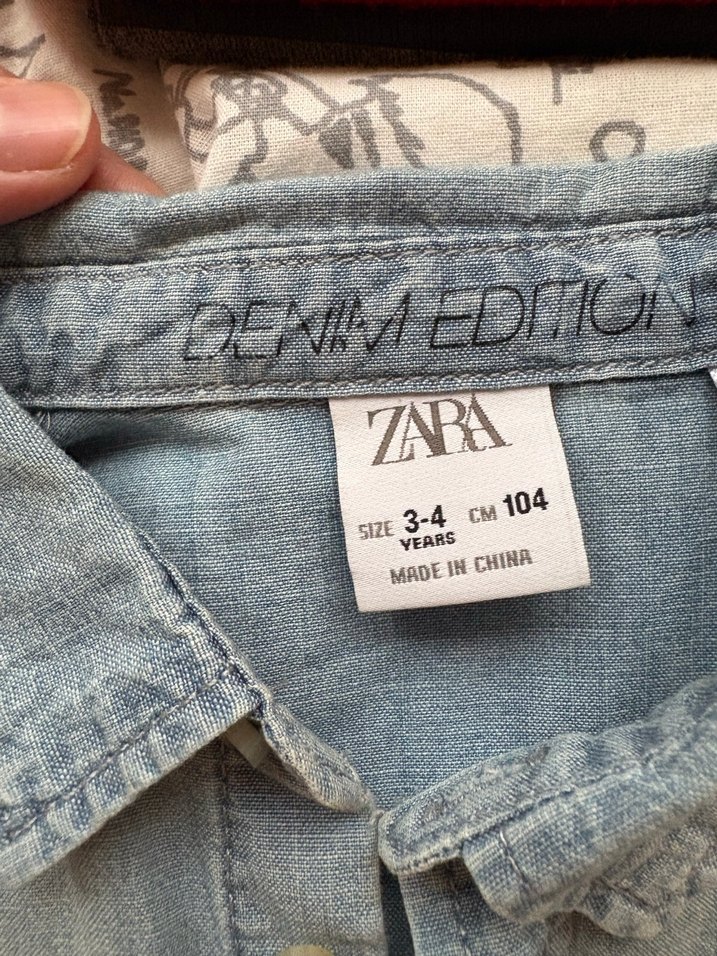 DENIM EDITION
ZARA
SIZE 3-4 CM 104
YEARS
MADE IN CHINA